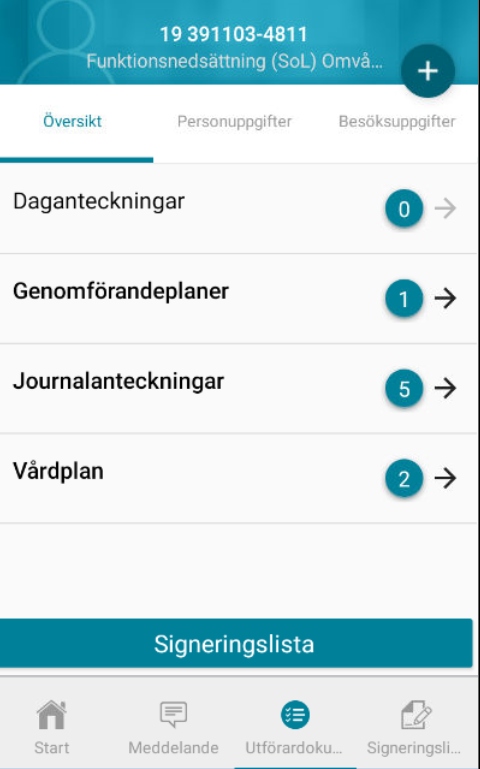 19 391103-4811
Funktionsnedsättning (SoL) Omvå...
+
Översikt Personuppgifter Besöksuppgifter
Daganteckningar 0
Genomförandeplaner 1
Journalanteckningar 5
Vårdplan 2
Signeringslista
Start Meddelande Utförardoku... Signeringsli...